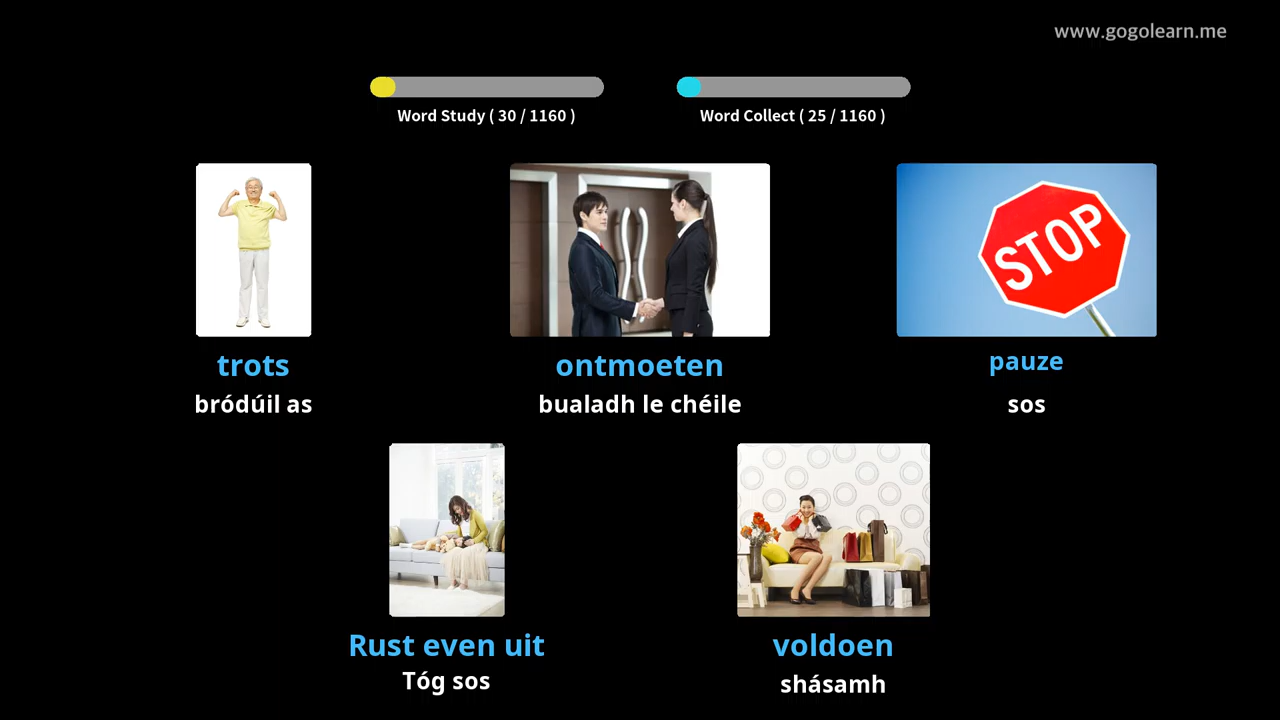 www.gogolearn.me
Word Study ( 30 / 1160 )
Word Collect ( 25 / 1160 )
STOP
trots
bródúil as
ontmoeten
bualadh le chéile
pauze
sos
Rust even uit
Tóg sos
voldoen
shásamh